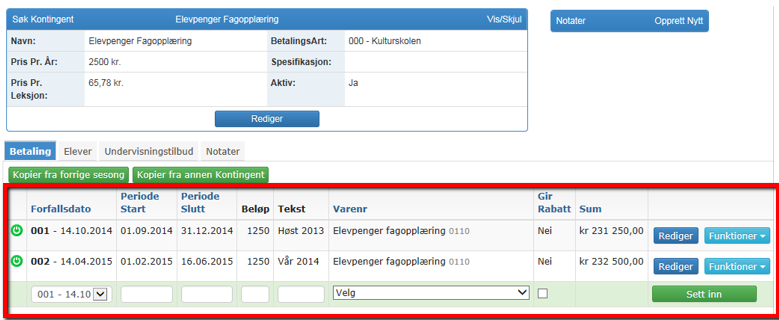 Søk Kontingent Elevpenger Fagopplæring Vis/Skjul
Notater Opprett Nytt
Navn: Elevpenger Fagopplæring BetalingsArt: 000 - Kulturskolen
Pris Pr. År: 2500 kr. Spesifikasjon:
Pris Pr. Leksjon: 65,78 kr. Aktiv: Ja
Rediger
Betaling Elever Undervisningstilbud Notater
Kopier fra forrige sesong Kopier fra annen Kontingent
Forfallsdato Periode Start Periode Slutt Beløp Tekst Varenr Gir Rabatt Sum
001 - 14.10.2014 01.09.2014 31.12.2014 1250 Høst 2013 Elevpenger fagopplæring 0110 Nei kr 231 250,00 Rediger Funktioner
002 - 14.04.2015 01.02.2015 16.06.2015 1250 Vår 2014 Elevpenger fagopplæring 0110 Nei kr 232 500,00 Rediger Funktioner
001 - 14.10 Velg Sett inn